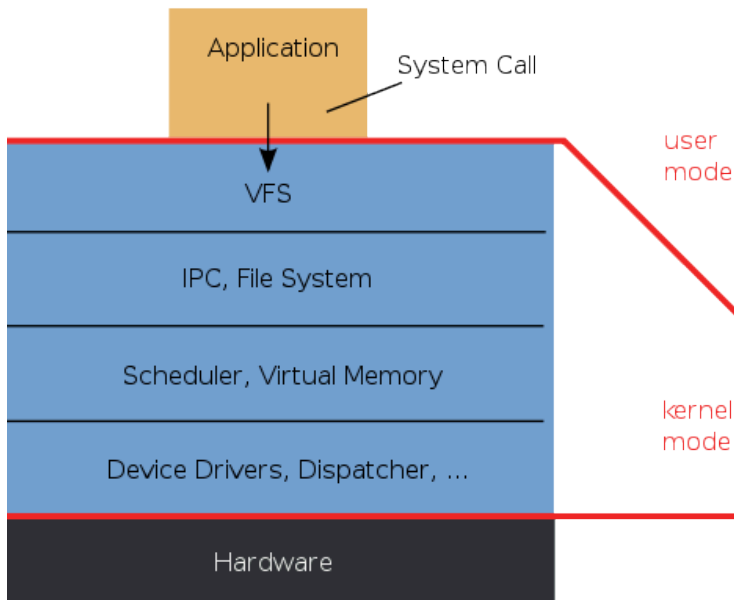 Application
System Call
user
mode
VFS
IPC, File System
Scheduler, Virtual Memory
kernel
mode
Device Drivers, Dispatcher, ...
Hardware